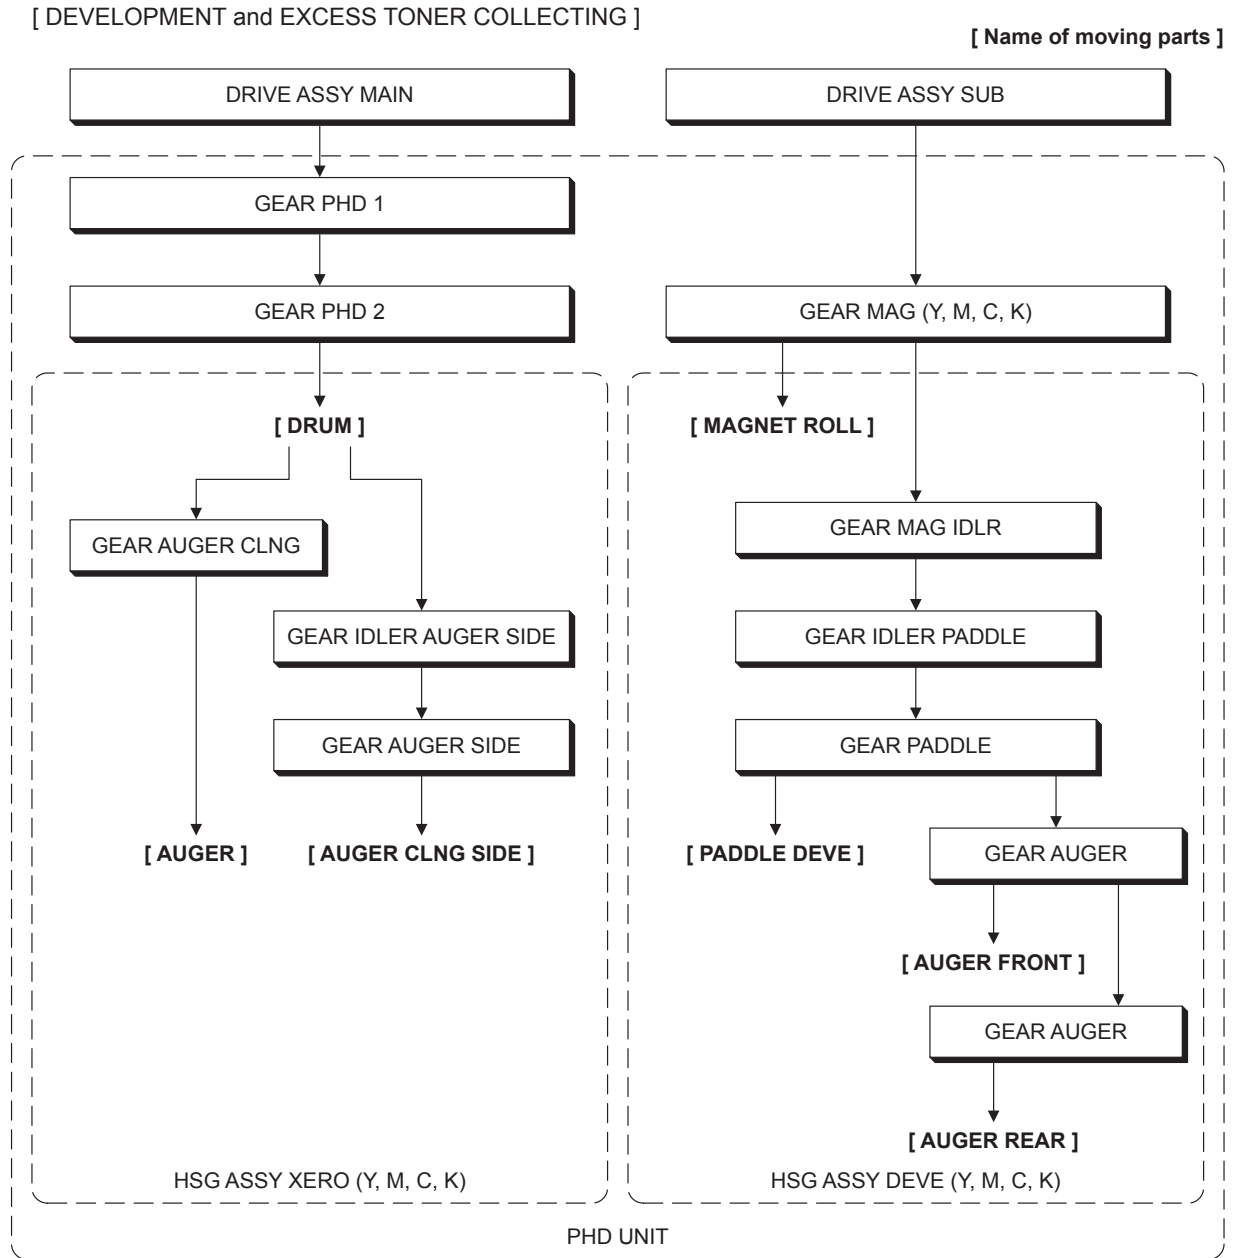 [ DEVELOPMENT and EXCESS TONER COLLECTING ]
[ Name of moving parts ]
DRIVE ASSY MAIN
DRIVE ASSY SUB
GEAR PHD 1
GEAR PHD 2
GEAR MAG (Y, M, C, K)
[ DRUM ]
[ MAGNET ROLL ]
GEAR AUGER CLNG
GEAR MAG IDLR
GEAR IDLER AUGER SIDE
GEAR IDLER PADDLE
GEAR AUGER SIDE
GEAR PADDLE
[ AUGER ]
[ AUGER CLNG SIDE ]
[ PADDLE DEVE ]
GEAR AUGER
[ AUGER FRONT ]
GEAR AUGER
[ AUGER REAR ]
HSG ASSY XERO (Y, M, C, K)
HSG ASSY DEVE (Y, M, C, K)
PHD UNIT